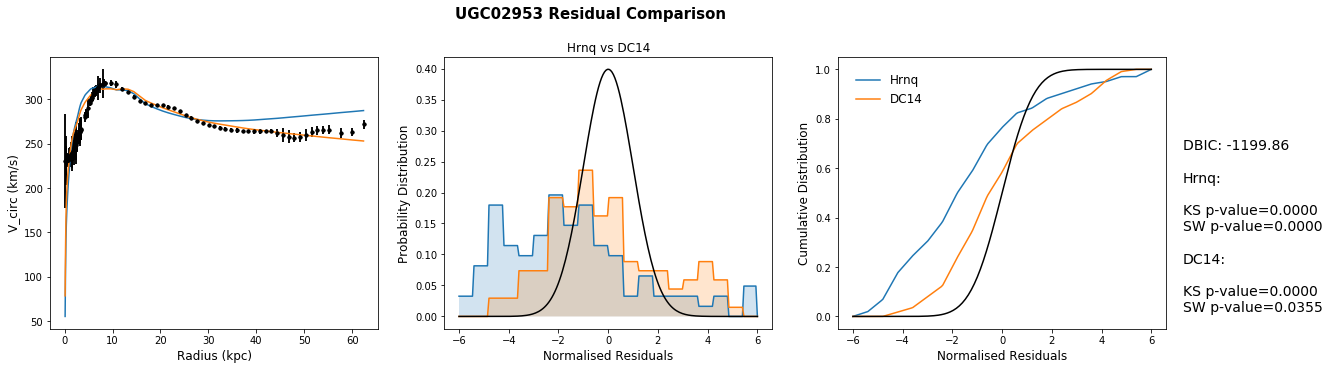 UGC02953 Residual Comparison
V_circ (km/s)
300
250
200
150
100
50
0 10 20 30 40 50 60
Radius (kpc)
Hrnq vs DC14
Probability Distribution
0.40
0.35
0.30
0.25
0.20
0.15
0.10
0.05
0.00
−6 −4 −2 0 2 4 6
Normalised Residuals
Cumulative Distribution
1.0
0.8
0.6
0.4
0.2
0.0
Hrnq
DC14
−6 −4 −2 0 2 4 6
Normalised Residuals
DBIC: -1199.86
Hrnq:
KS p-value=0.0000
SW p-value=0.0000
DC14:
KS p-value=0.0000
SW p-value=0.0355